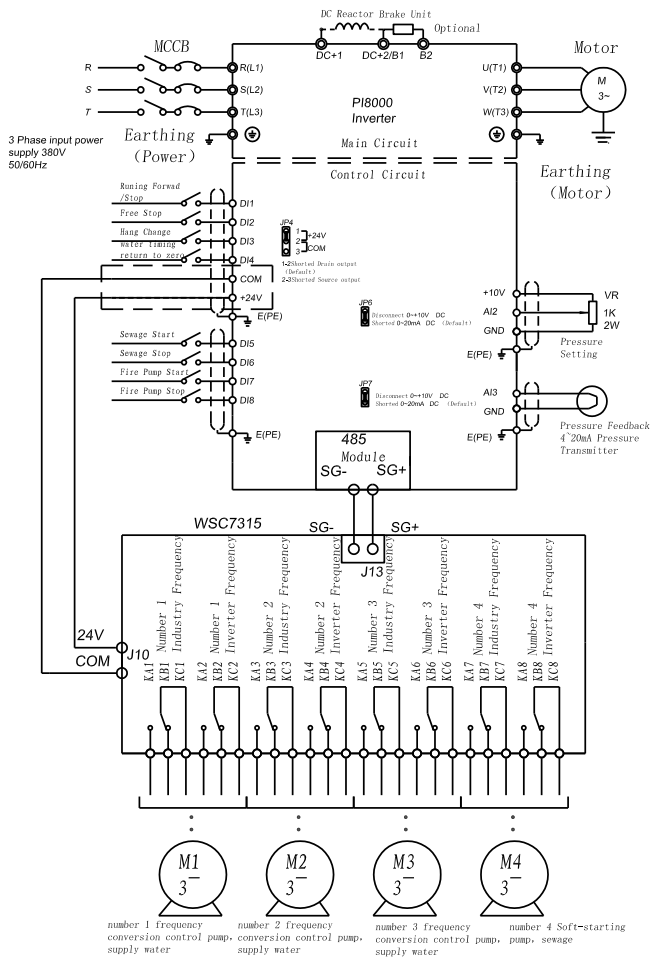 DC Reactor Brake Unit
Optional
MCCB
DC+1
DC+2/B1
B2
Motor
R
R(L1)
U(T1)
M
3~
S
S(L2)
V(T2)
T
T(L3)
W(T3)
PI8000
Inverter
3 Phase input power
supply 380V
50/60Hz
Earthing
(Power)
Main Circuit
Control Circuit
Earthing
(Motor)
Runing Forwad
/Stop
DI1
Free Stop
DI2
Hang Change
DI3
water timing
return to zero
DI4
JP4
1
2
3
+24V
COM
1-2Shorted Drain output
(Default)
2-3Shorted Source output
COM
+24V
E(PE)
+10V
VR
AI2
1K
2W
GND
E(PE)
Pressure
Setting
JP6
Disconnect 0~+10V DC
Shorted 0~20mA DC (Default)
Sewage Start
DI5
Sewage Stop
DI6
Fire Pump Start
DI7
Fire Pump Stop
DI8
E(PE)
JP7
Disconnect 0~+10V DC
Shorted 0~20mA DC (Default)
AI3
GND
E(PE)
Pressure Feedback
4~20mA Pressure
Transmitter
485
Module
SG-
SG+
WSC7315
SG-
SG+
J13
24V
COM
J10
KA1
KB1 Number 1
KC1 Industry Frequency
KA2
KB2 Number 1
KC2 Inverter Frequency
KA3
KB3 Number 2
KC3 Industry Frequency
KA4
KB4 Number 2
KC4 Inverter Frequency
KA5
KB5 Number 3
KC5 Industry Frequency
KA6
KB6 Number 3
KC6 Inverter Frequency
KA7
KB7 Number 4
KC7 Industry Frequency
KA8
KB8 Number 4
KC8 Inverter Frequency
M1
3
M2
3
M3
3
M4
3
number 1 frequency
conversion control pump,
supply water
number 2 frequency
conversion control pump,
supply water
number 3 frequency
conversion control pump,
supply water
number 4 Soft-starting
pump, sewage